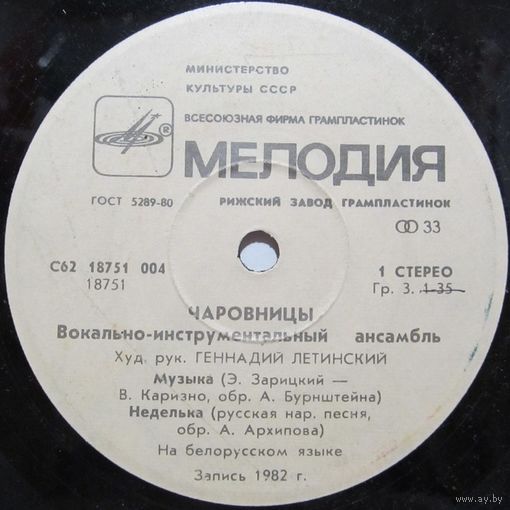 МИНИСТЕРСТВО
КУЛЬТУРЫ СССР
ВСЕСОЮЗНАЯ ФИРМА ГРАМПЛАСТИНОК
® МЕЛОДИЯ
ГОСТ 5289-80 РИЖСКИЙ ЗАВОД ГРАМПЛАСТИНОК
33
С62 18751 004 1 СТЕРЕО
18751 Гр. 3. 1-35
ЧАРОВНИЦЫ
Вокально-инструментальный ансамбль
Худ. рук. ГЕННАДИЙ ЛЕТИНСКИЙ
Музыка (Э. Зарицкий —
В. Каризно, обр. А. Бурнштейна)
Неделька (русская нар. песня,
обр. А. Архипова)
На белорусском языке
Запись 1982 г.
www.ay.by